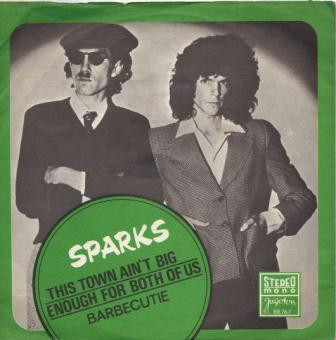 SPARKS
THIS TOWN AIN'T BIG
ENOUGH FOR BOTH OF US
BARBECUTIE
STEREO
mono
Jugoton